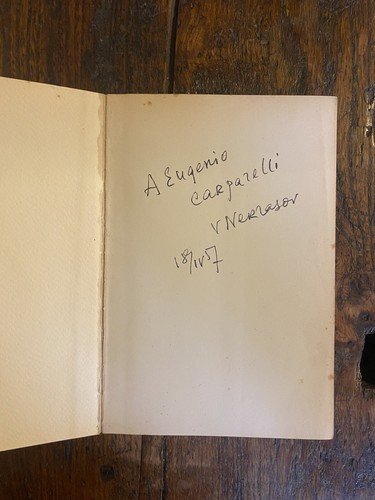 A Eugenio
Carparelli
V Nekrasov
18/IV 57